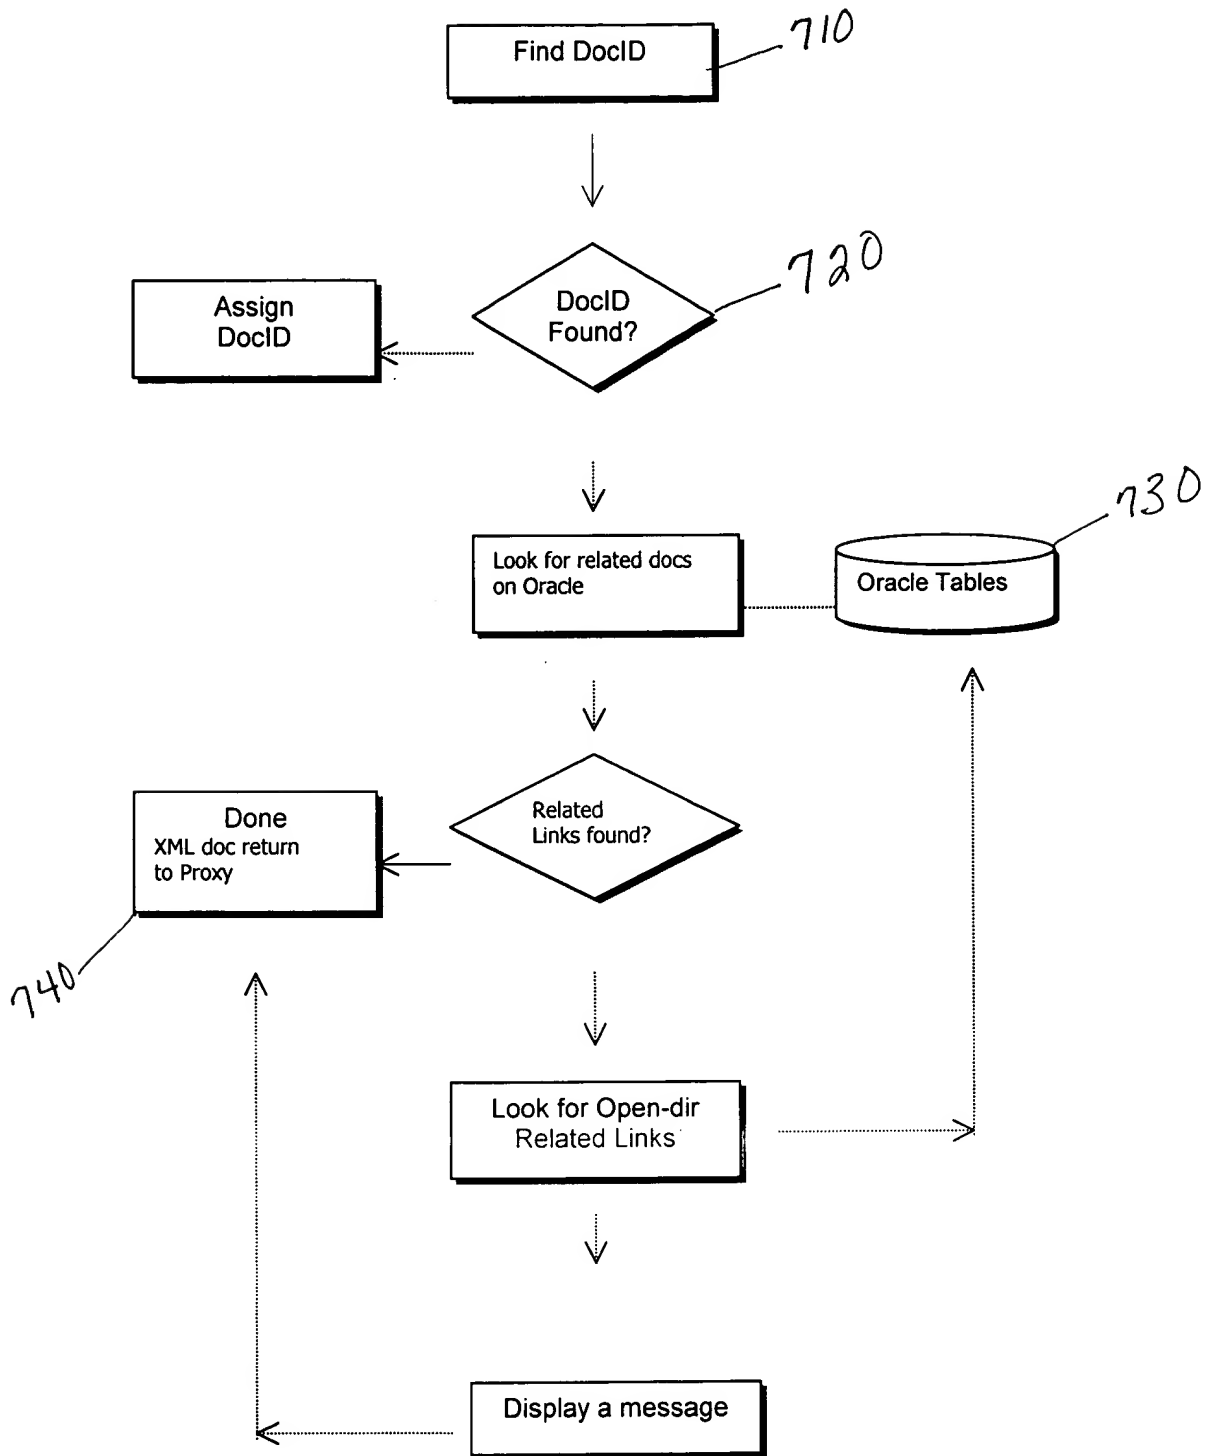 Find DocID
710
DocID
Found?
720
Assign
DocID
Look for related docs
on Oracle
Oracle Tables
730
Related
Links found?
Done
XML doc return
to Proxy
740
Look for Open-dir
Related Links
Display a message